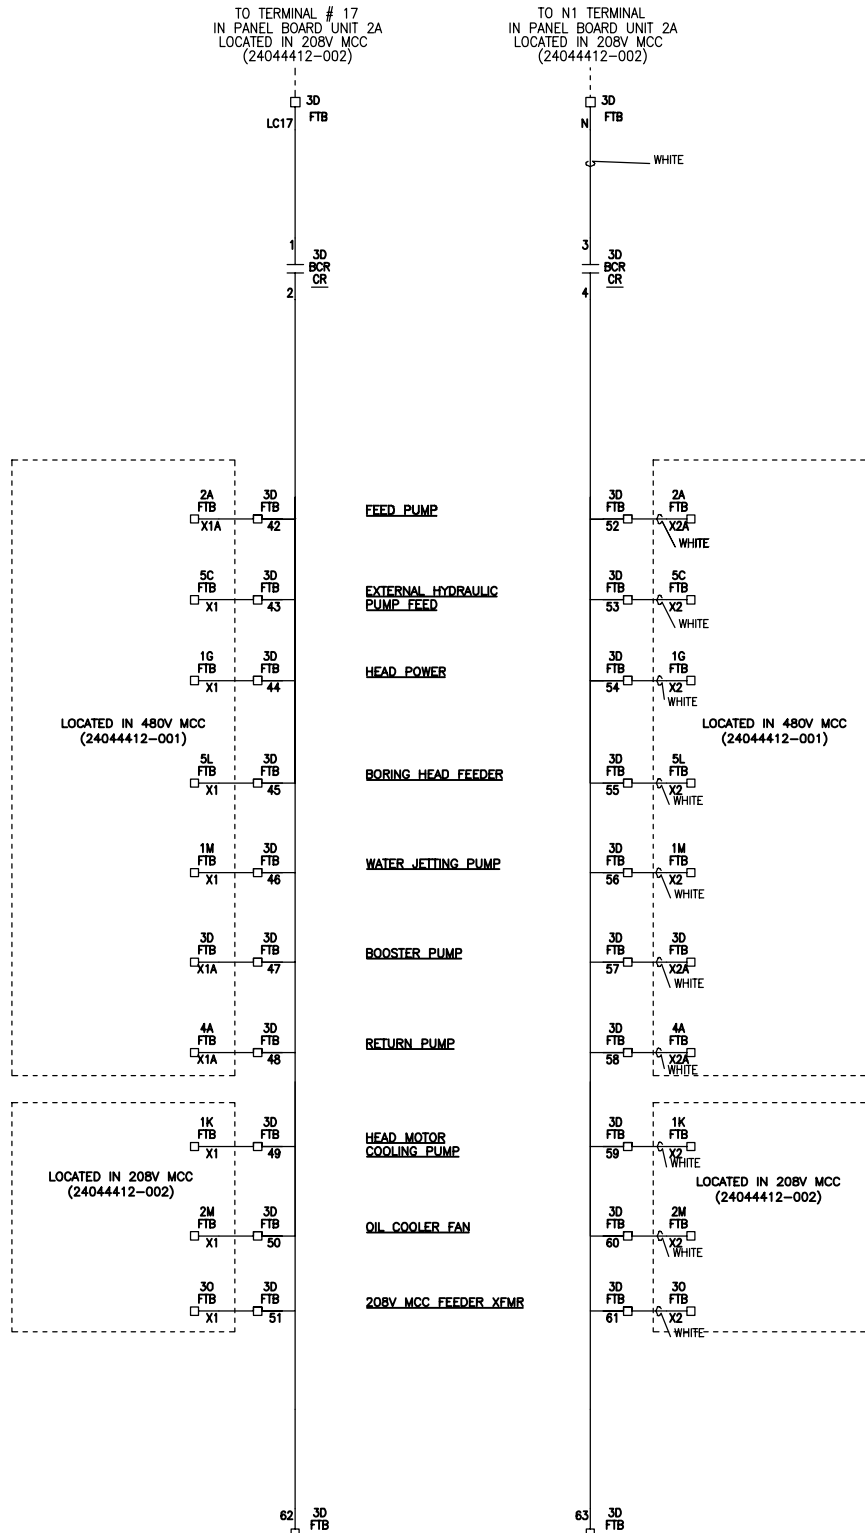 TO TERMINAL # 17
IN PANEL BOARD UNIT 2A
LOCATED IN 208V MCC
(24044412-002)
TO N1 TERMINAL
IN PANEL BOARD UNIT 2A
LOCATED IN 208V MCC
(24044412-002)
3D
FTB
LC17
3D
FTB
N
WHITE
1
3D
BCR
CR
2
3
3D
BCR
CR
4
2A
FTB
X1A
3D
FTB
42
FEED PUMP
3D
FTB
52
2A
FTB
X2A
WHITE
5C
FTB
X1
3D
FTB
43
EXTERNAL HYDRAULIC
PUMP FEED
3D
FTB
53
5C
FTB
X2
WHITE
1G
FTB
X1
3D
FTB
44
HEAD POWER
3D
FTB
54
1G
FTB
X2
WHITE
LOCATED IN 480V MCC
(24044412-001)
LOCATED IN 480V MCC
(24044412-001)
5L
FTB
X1
3D
FTB
45
BORING HEAD FEEDER
3D
FTB
55
5L
FTB
X2
WHITE
1M
FTB
X1
3D
FTB
46
WATER JETTING PUMP
3D
FTB
56
1M
FTB
X2
WHITE
3D
FTB
X1A
3D
FTB
47
BOOSTER PUMP
3D
FTB
57
3D
FTB
X2A
WHITE
4A
FTB
X1A
3D
FTB
48
RETURN PUMP
3D
FTB
58
4A
FTB
X2A
WHITE
1K
FTB
X1
3D
FTB
49
HEAD MOTOR
COOLING PUMP
3D
FTB
59
1K
FTB
X2
WHITE
LOCATED IN 208V MCC
(24044412-002)
LOCATED IN 208V MCC
(24044412-002)
2M
FTB
X1
3D
FTB
50
OIL COOLER FAN
3D
FTB
60
2M
FTB
X2
WHITE
3O
FTB
X1
3D
FTB
51
208V MCC FEEDER XFMR
3D
FTB
61
3O
FTB
X2
WHITE
62
3D
FTB
63
3D
FTB